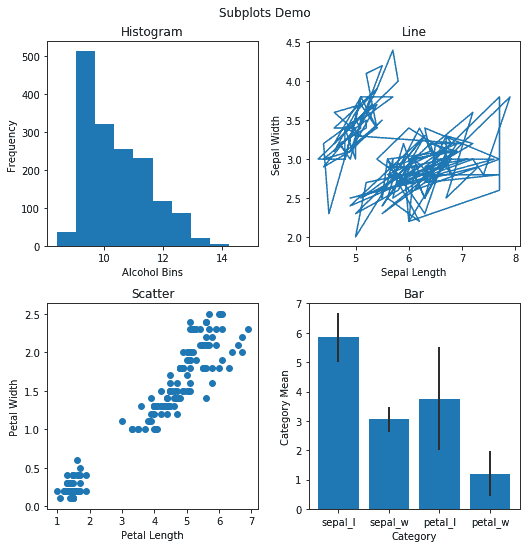 Subplots Demo
Histogram
500
400
300
200
100
0
Frequency
10 12 14
Alcohol Bins
Line
4.5
4.0
3.5
3.0
2.5
2.0
Sepal Width
5 6 7 8
Sepal Length
Scatter
2.5
2.0
1.5
1.0
0.5
0.0
Petal Width
1 2 3 4 5 6 7
Petal Length
Bar
7
6
5
4
3
2
1
0
Category Mean
sepal_l sepal_w petal_l petal_w
Category